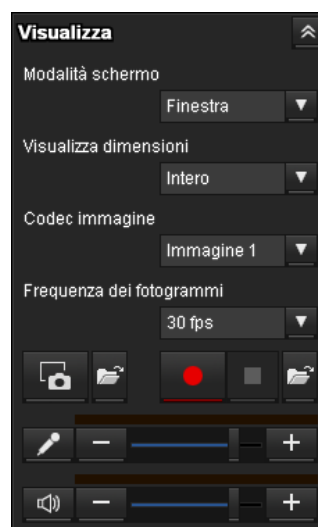 Visualizza
Modalità schermo
Finestra
Visualizza dimensioni
Intero
Codec immagine
Immagine 1
Frequenza dei fotogrammi
30 fps